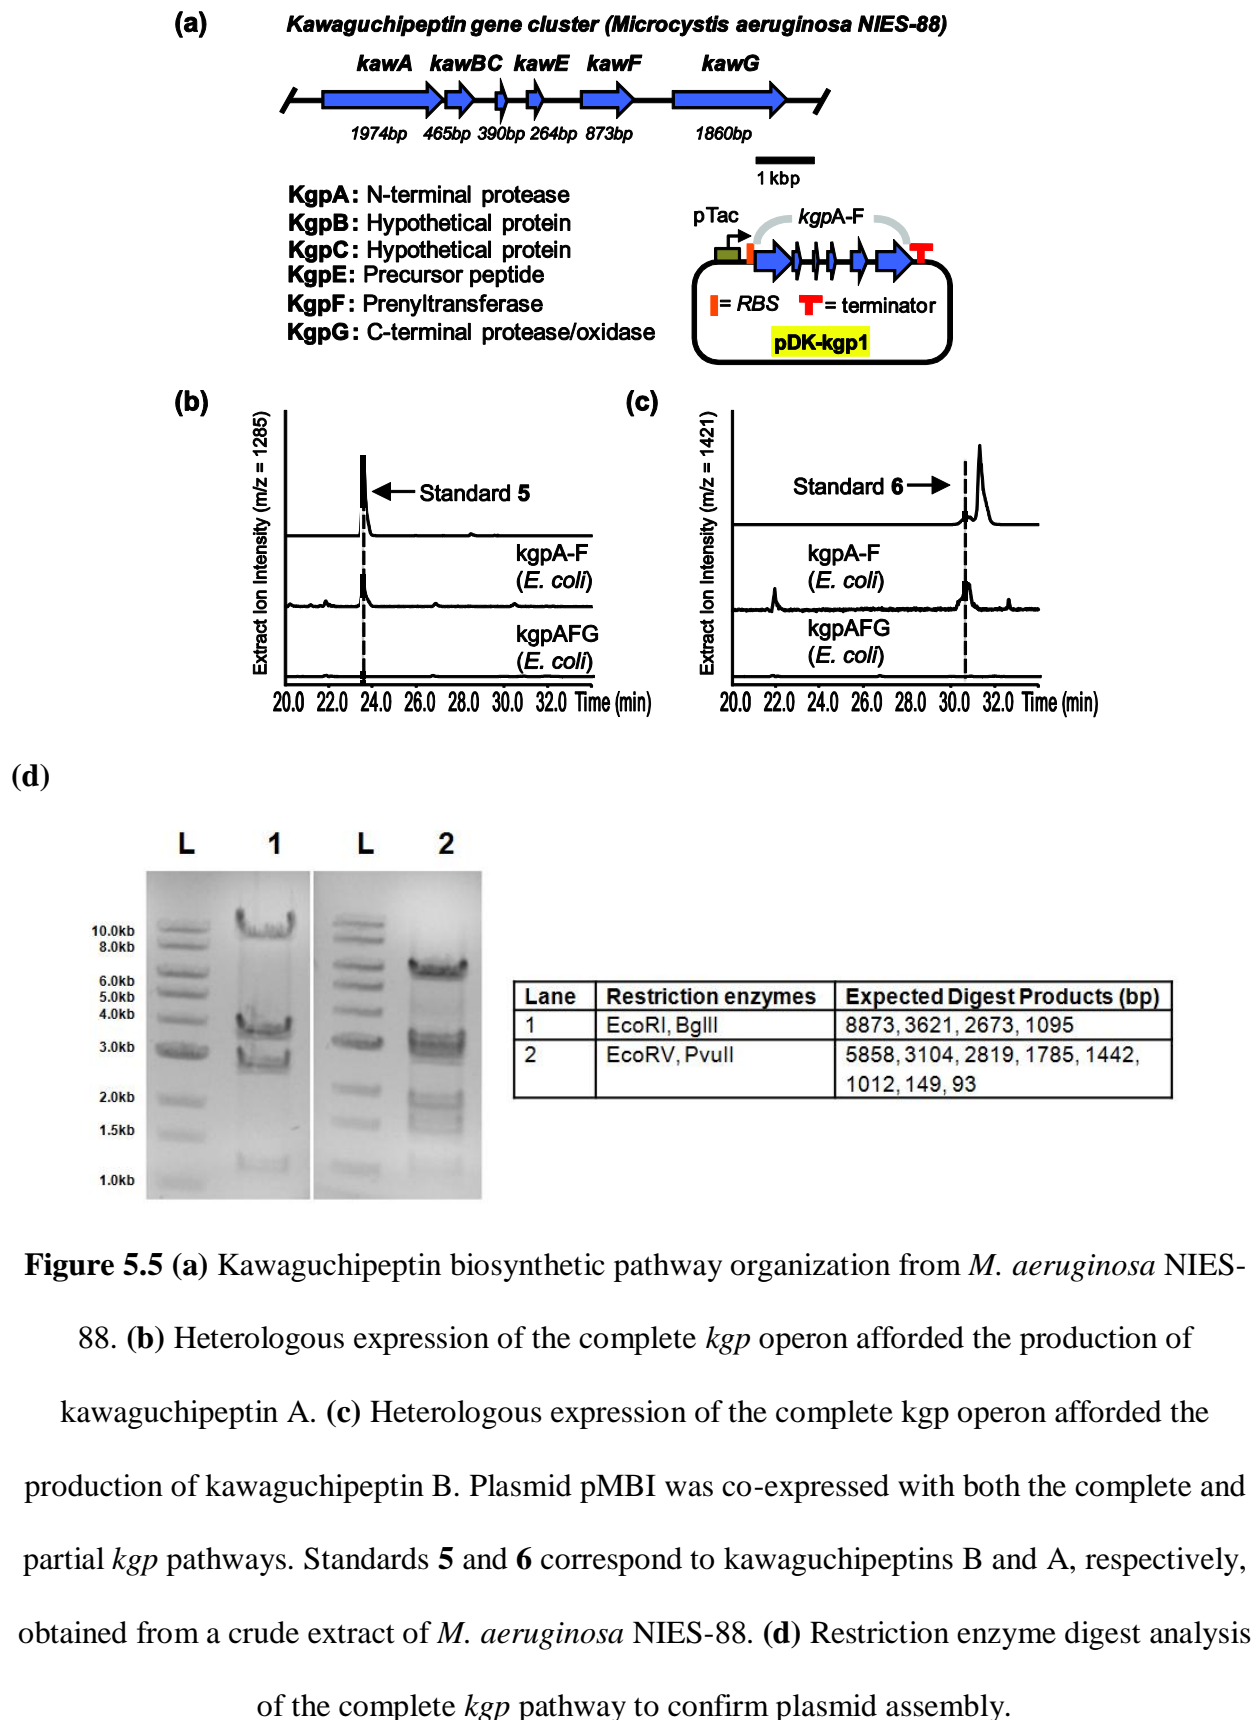 (a) Kawaguchipeptin gene cluster (Microcystis aeruginosa NIES-88)
kawA kawBC kawE kawF kawG
1974bp 465bp 390bp 264bp 873bp 1860bp
1 kbp
KgpA: N-terminal protease
KgpB: Hypothetical protein
KgpC: Hypothetical protein
KgpE: Precursor peptide
KgpF: Prenyltransferase
KgpG: C-terminal protease/oxidase
pTac kgpA-F
= RBS = terminator
pDK-kgp1
(b)
Extract Ion Intensity (m/z = 1285)
Standard 5
kgpA-F
(E. coli)
kgpAFG
(E. coli)
20.0 22.0 24.0 26.0 28.0 30.0 32.0 Time (min)
(c)
Extract Ion Intensity (m/z = 1421)
Standard 6
kgpA-F
(E. coli)
kgpAFG
(E. coli)
20.0 22.0 24.0 26.0 28.0 30.0 32.0 Time (min)
(d)
L 1 L 2
10.0kb
8.0kb
6.0kb
5.0kb
4.0kb
3.0kb
2.0kb
1.5kb
1.0kb
Lane Restriction enzymes Expected Digest Products (bp)
1 EcoRI, BglII 8873, 3621, 2673, 1095
2 EcoRV, PvuII 5858, 3104, 2819, 1785, 1442,
1012, 149, 93
Figure 5.5 (a) Kawaguchipeptin biosynthetic pathway organization from M. aeruginosa NIES-
88. (b) Heterologous expression of the complete kgp operon afforded the production of
kawaguchipeptin A. (c) Heterologous expression of the complete kgp operon afforded the
production of kawaguchipeptin B. Plasmid pMBI was co-expressed with both the complete and
partial kgp pathways. Standards 5 and 6 correspond to kawaguchipeptins B and A, respectively,
obtained from a crude extract of M. aeruginosa NIES-88. (d) Restriction enzyme digest analysis
of the complete kgp pathway to confirm plasmid assembly.